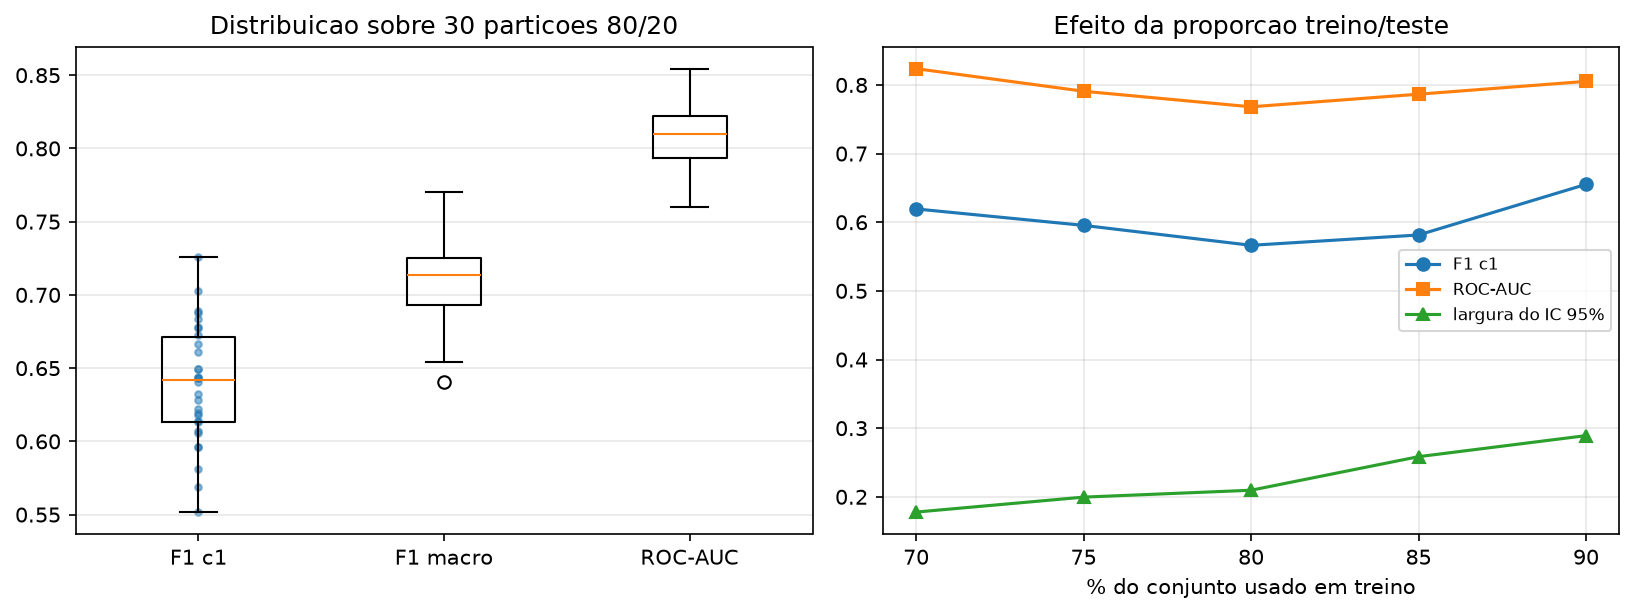 Distribuicao sobre 30 particoes 80/20
0.85
0.80
0.75
0.70
0.65
0.60
0.55
F1 c1
F1 macro
ROC-AUC
Efeito da proporcao treino/teste
0.8
0.7
0.6
0.5
0.4
0.3
0.2
F1 c1
ROC-AUC
largura do IC 95%
70
75
80
85
90
% do conjunto usado em treino